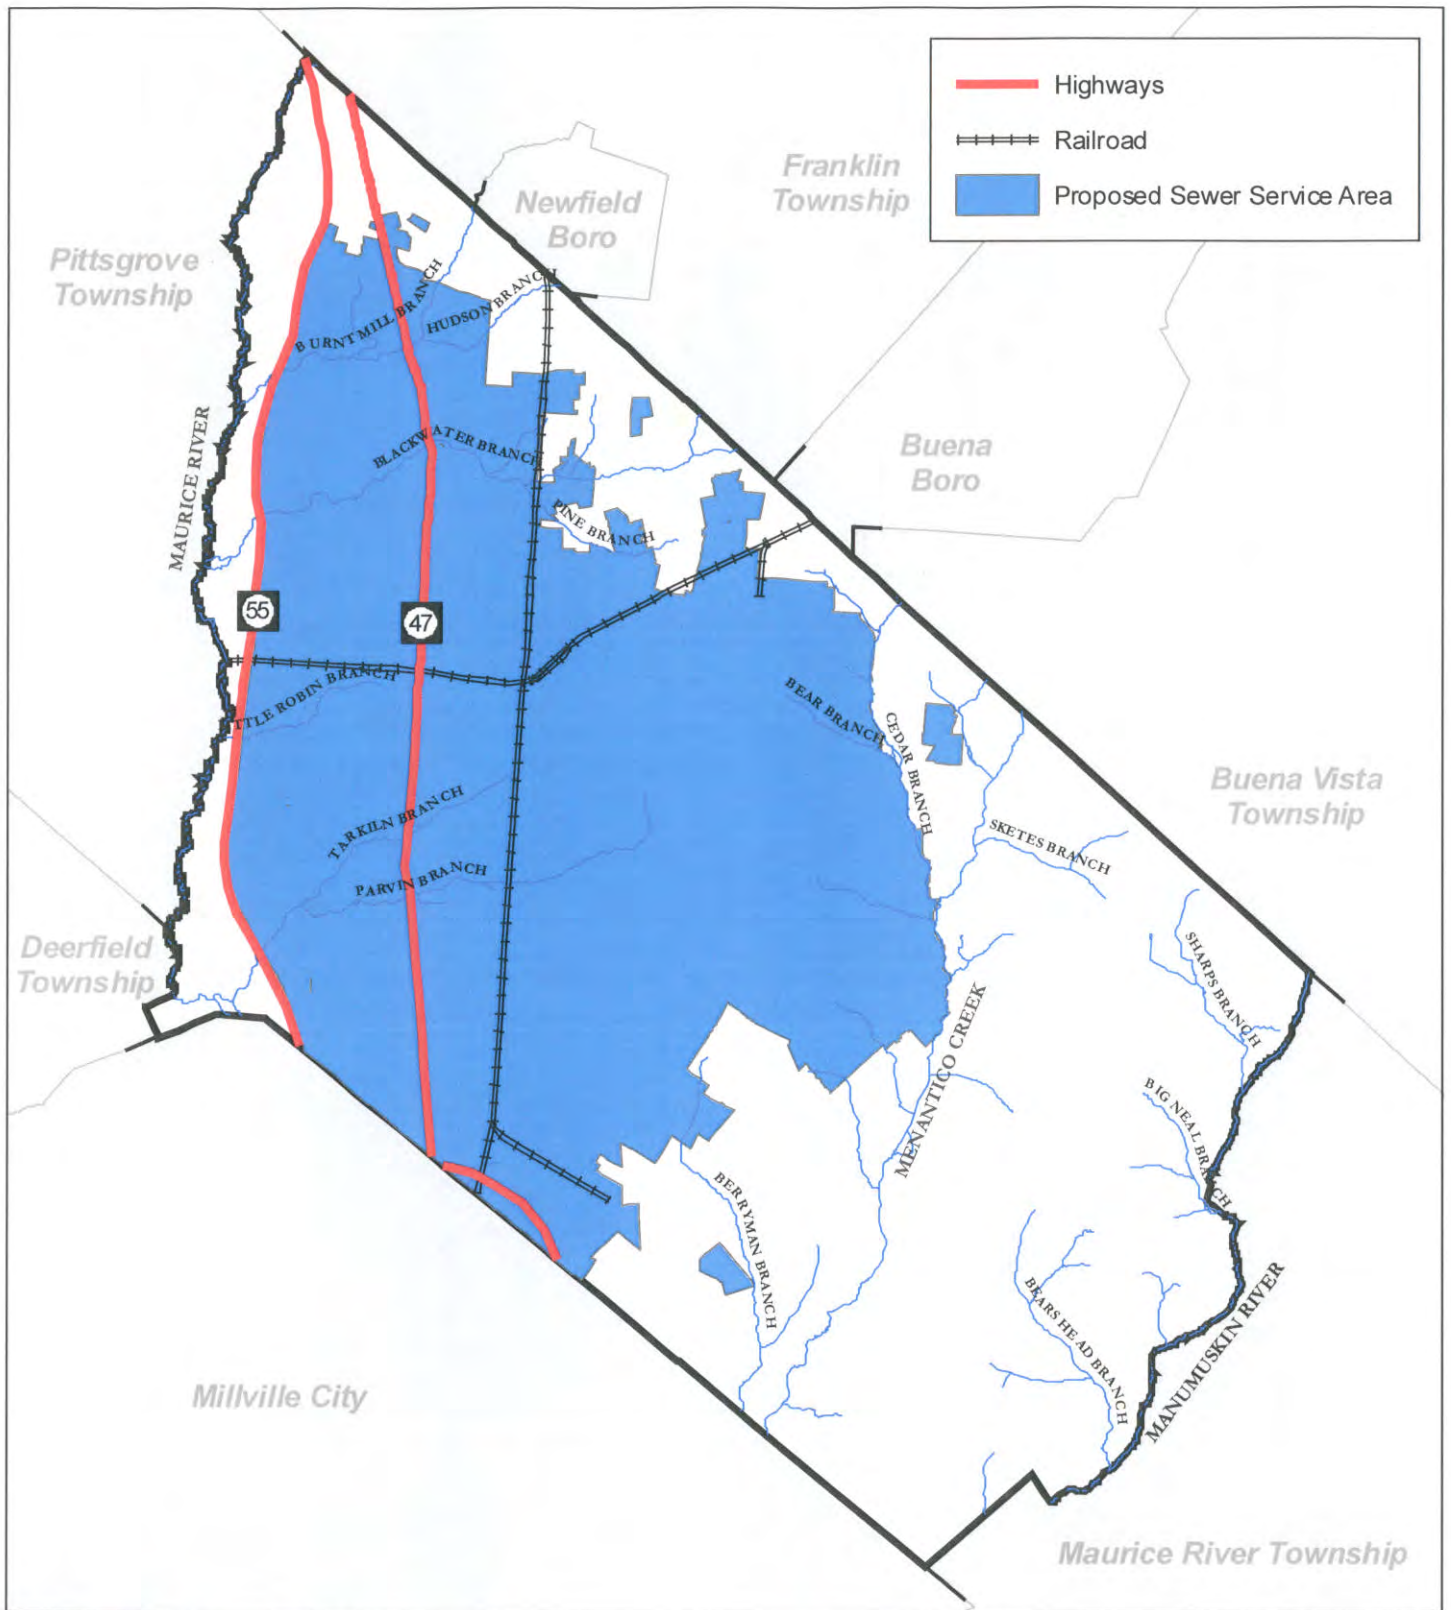 Highways
Railroad
Proposed Sewer Service Area
Franklin
Township
Newfield
Boro
Pittsgrove
Township
BURNT MILL BRANCH
HUDSON BRANCH
MAURICE RIVER
BLACKWATER BRANCH
Buena
Boro
PINE BRANCH
55
47
TTLE ROBIN BRANCH
BEAR BRANCH
CEDAR BRANCH
Buena Vista
Township
TARKILN BRANCH
SKETES BRANCH
PARVIN BRANCH
Deerfield
Township
SHARPS BRANCH
MENANTICO CREEK
BIG NEAL BRANCH
BERRYMAN BRANCH
BEARS HEAD BRANCH
MANUMUSKIN RIVER
Millville City
Maurice River Township